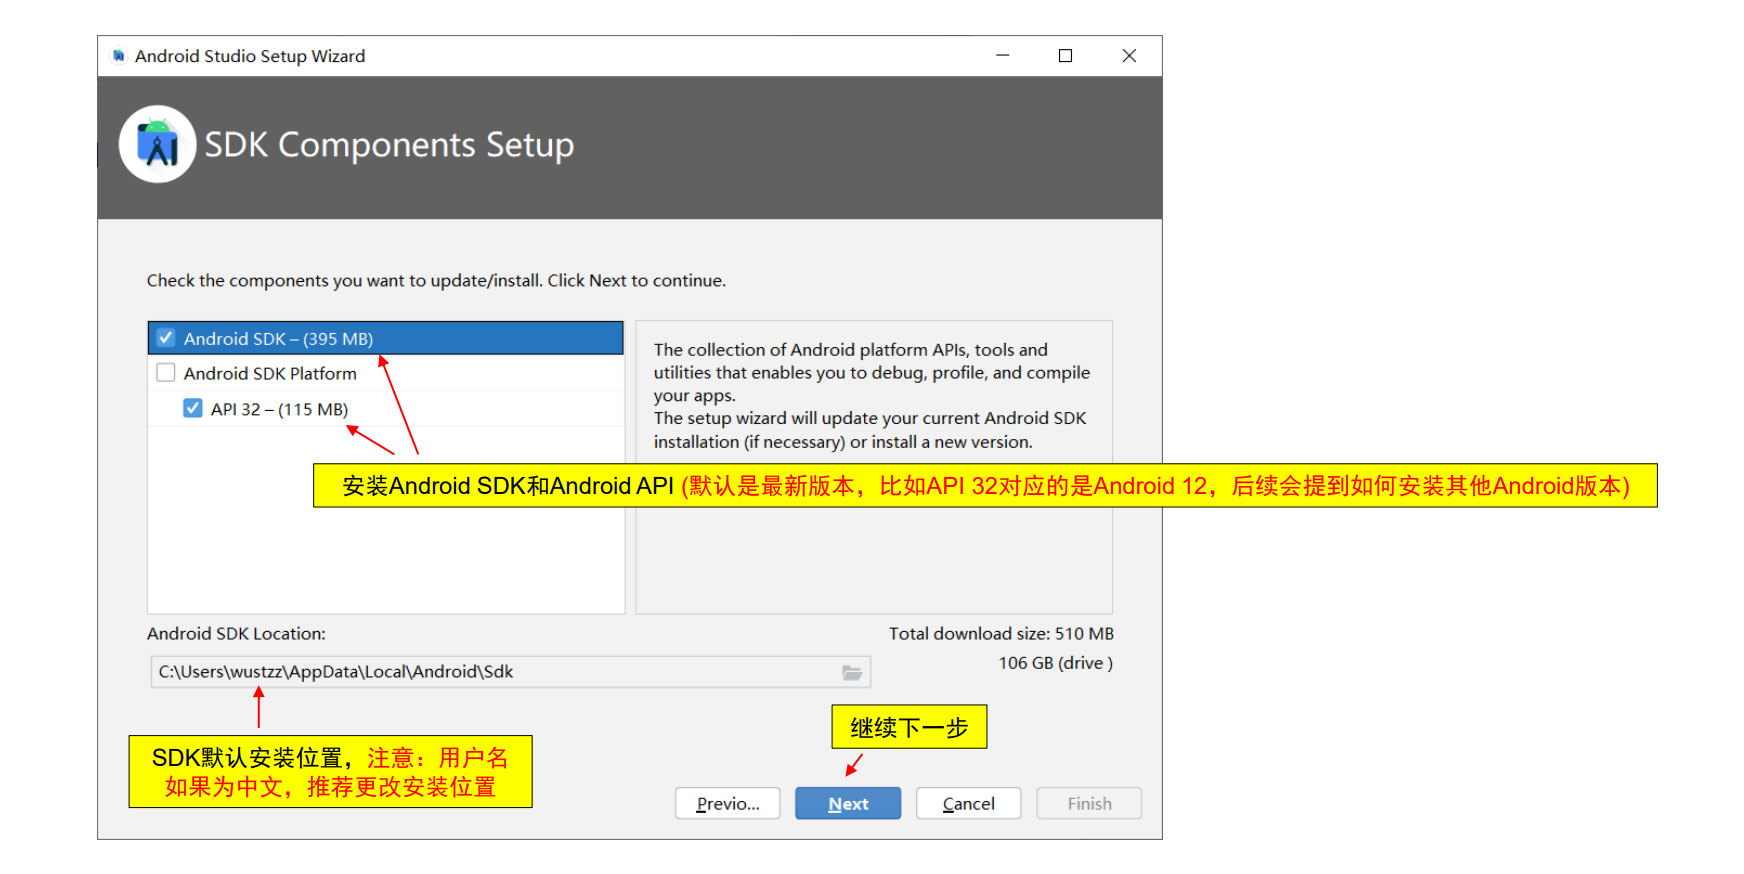 Android Studio Setup Wizard
SDK Components Setup
Check the components you want to update/install. Click Next to continue.
Android SDK – (395 MB)
Android SDK Platform
API 32 – (115 MB)
The collection of Android platform APIs, tools and
utilities that enables you to debug, profile, and compile
your apps.
The setup wizard will update your current Android SDK
installation (if necessary) or install a new version.
安装Android SDK和Android API (默认是最新版本，比如API 32对应的是Android 12，后续会提到如何安装其他Android版本)
Android SDK Location:
Total download size: 510 MB
C:\Users\wustzz\AppData\Local\Android\Sdk
106 GB (drive )
SDK默认安装位置，注意：用户名
如果为中文，推荐更改安装位置
继续下一步
Previo...
Next
Cancel
Finish